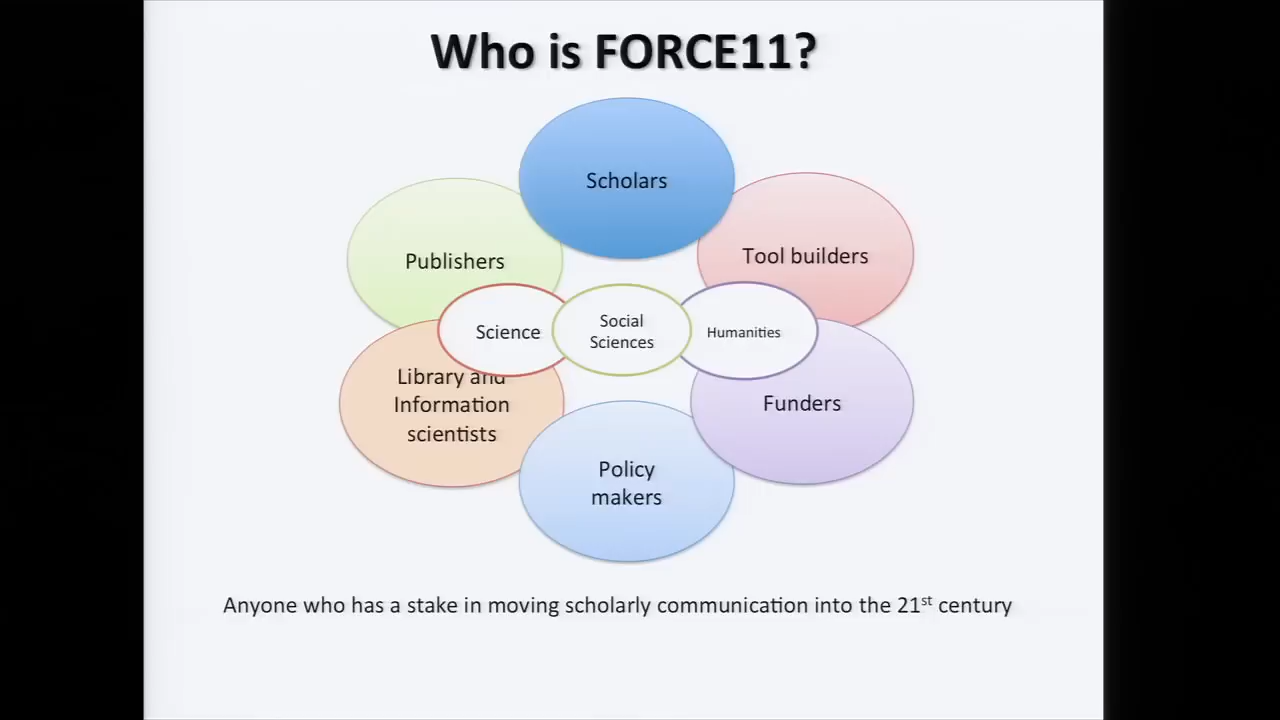 Who is FORCE11?
Scholars
Publishers
Tool builders
Science
Social
Sciences
Humanities
Library and
Information
scientists
Funders
Policy
makers
Anyone who has a stake in moving scholarly communication into the 21st century